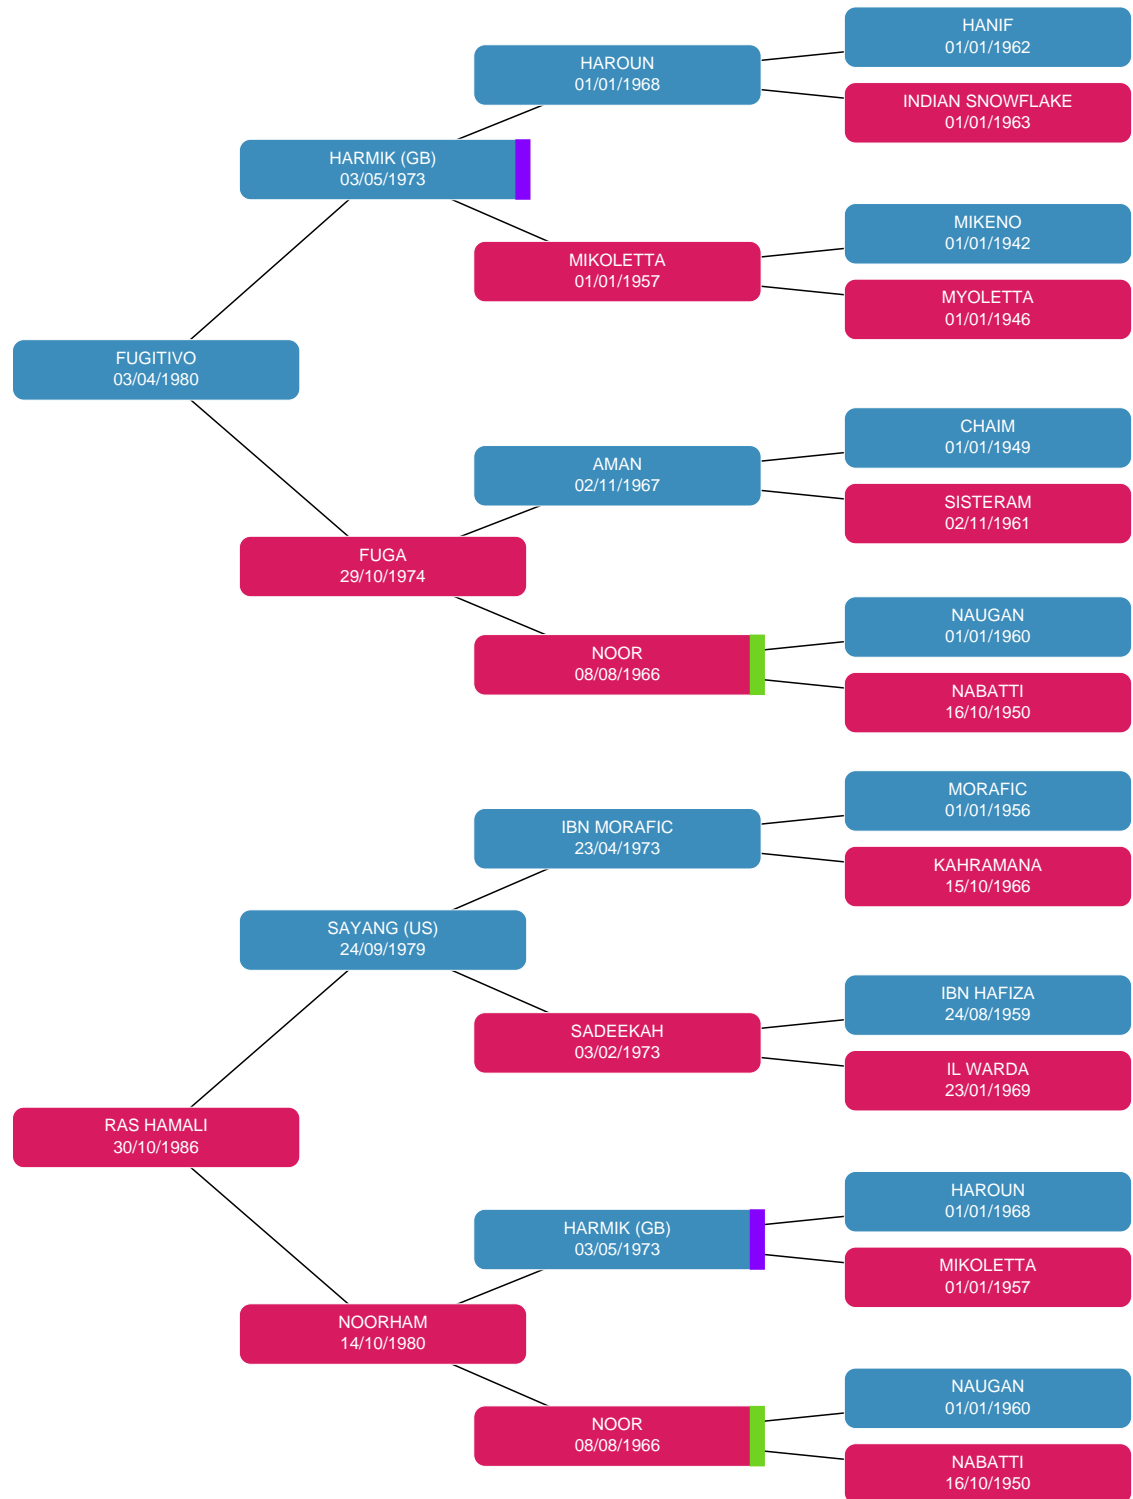 HANIF
01/01/1962
HAROUN
01/01/1968
INDIAN SNOWFLAKE
01/01/1963
HARMIK (GB)
03/05/1973
MIKENO
01/01/1942
MIKOLETTA
01/01/1957
MYOLETTA
01/01/1946
FUGITIVO
03/04/1980
CHAIM
01/01/1949
AMAN
02/11/1967
SISTERAM
02/11/1961
FUGA
29/10/1974
NAUGAN
01/01/1960
NOOR
08/08/1966
NABATTI
16/10/1950
MORAFIC
01/01/1956
IBN MORAFIC
23/04/1973
KAHRAMANA
15/10/1966
SAYANG (US)
24/09/1979
IBN HAFIZA
24/08/1959
SADEEKAH
03/02/1973
IL WARDA
23/01/1969
RAS HAMALI
30/10/1986
HAROUN
01/01/1968
HARMIK (GB)
03/05/1973
MIKOLETTA
01/01/1957
NOORHAM
14/10/1980
NAUGAN
01/01/1960
NOOR
08/08/1966
NABATTI
16/10/1950